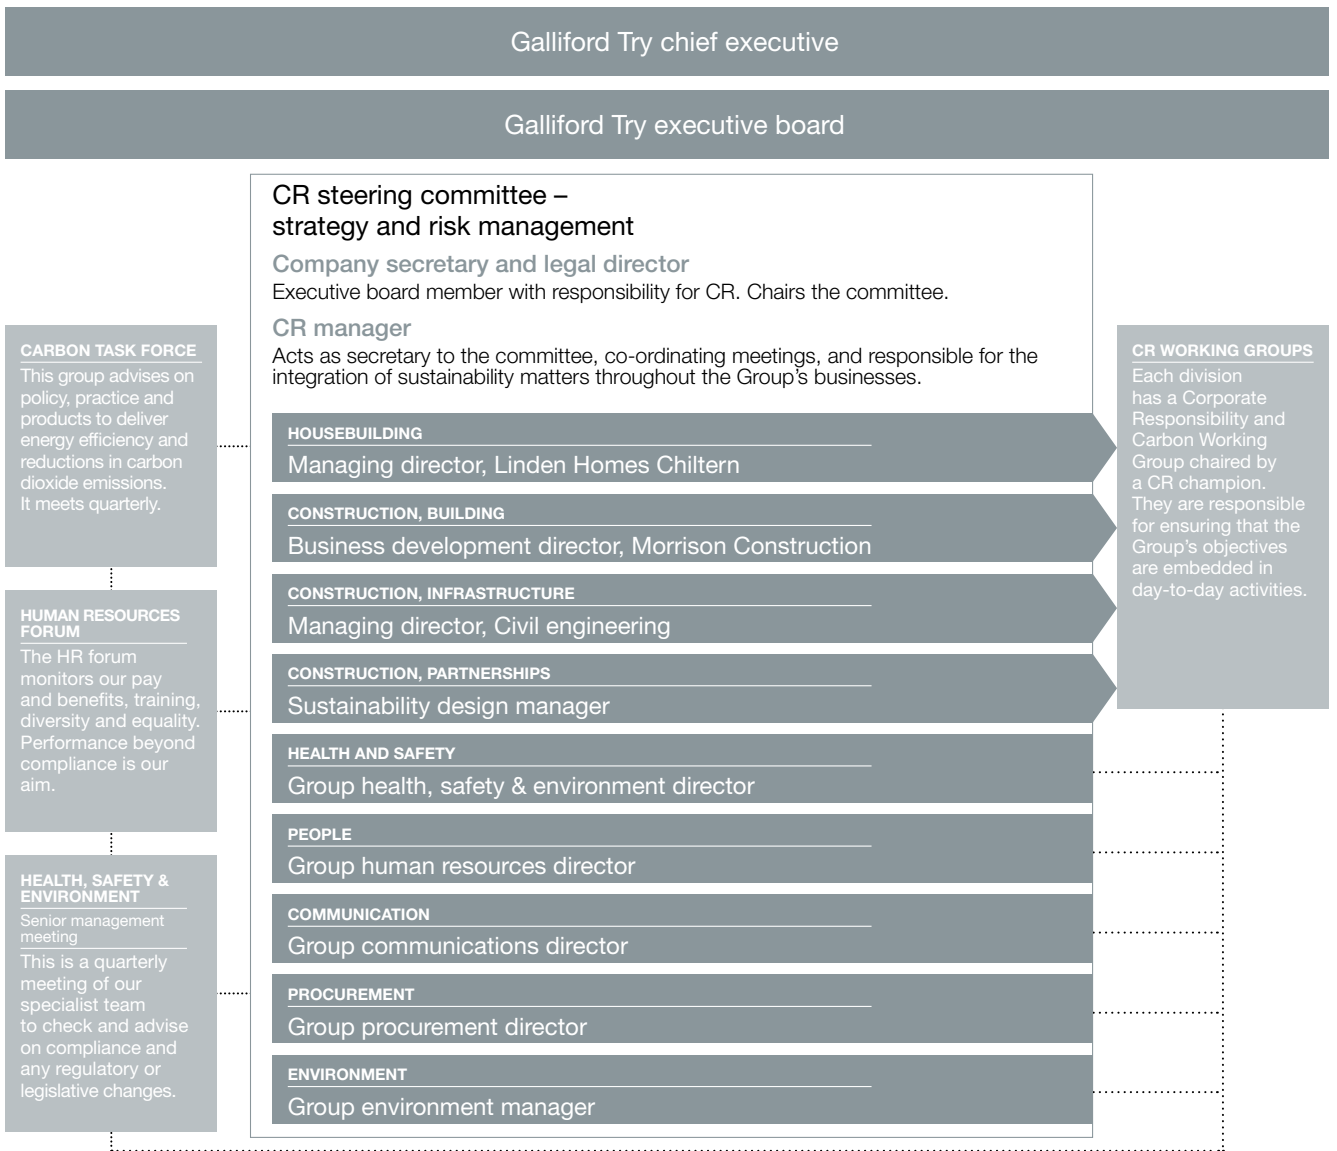 Galliford Try chief executive
Galliford Try executive board
CR steering committee –
strategy and risk management
Company secretary and legal director
Executive board member with responsibility for CR. Chairs the committee.
CR manager
Acts as secretary to the committee, co-ordinating meetings, and responsible for the
integration of sustainability matters throughout the Group's businesses.
CARBON TASK FORCE
This group advises on
policy, practice and
products to deliver
energy efficiency and
reductions in carbon
dioxide emissions.
It meets quarterly.
HUMAN RESOURCES
FORUM
The HR forum
monitors our pay
and benefits, training,
diversity and equality.
Performance beyond
compliance is our
aim.
HEALTH, SAFETY &
ENVIRONMENT
Senior management
meeting
This is a quarterly
meeting of our
specialist team
to check and advise
on compliance and
any regulatory or
legislative changes.
HOUSEBUILDING
Managing director, Linden Homes Chiltern
CONSTRUCTION, BUILDING
Business development director, Morrison Construction
CONSTRUCTION, INFRASTRUCTURE
Managing director, Civil engineering
CONSTRUCTION, PARTNERSHIPS
Sustainability design manager
HEALTH AND SAFETY
Group health, safety & environment director
PEOPLE
Group human resources director
COMMUNICATION
Group communications director
PROCUREMENT
Group procurement director
ENVIRONMENT
Group environment manager
CR WORKING GROUPS
Each division
has a Corporate
Responsibility and
Carbon Working
Group chaired by
a CR champion.
They are responsible
for ensuring that the
Group's objectives
are embedded in
day-to-day activities.